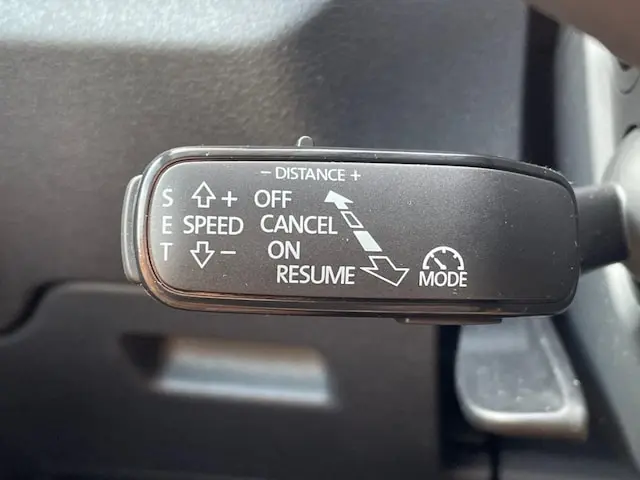 - DISTANCE +
S + OFF
E SPEED CANCEL
T - ON
RESUME
MODE